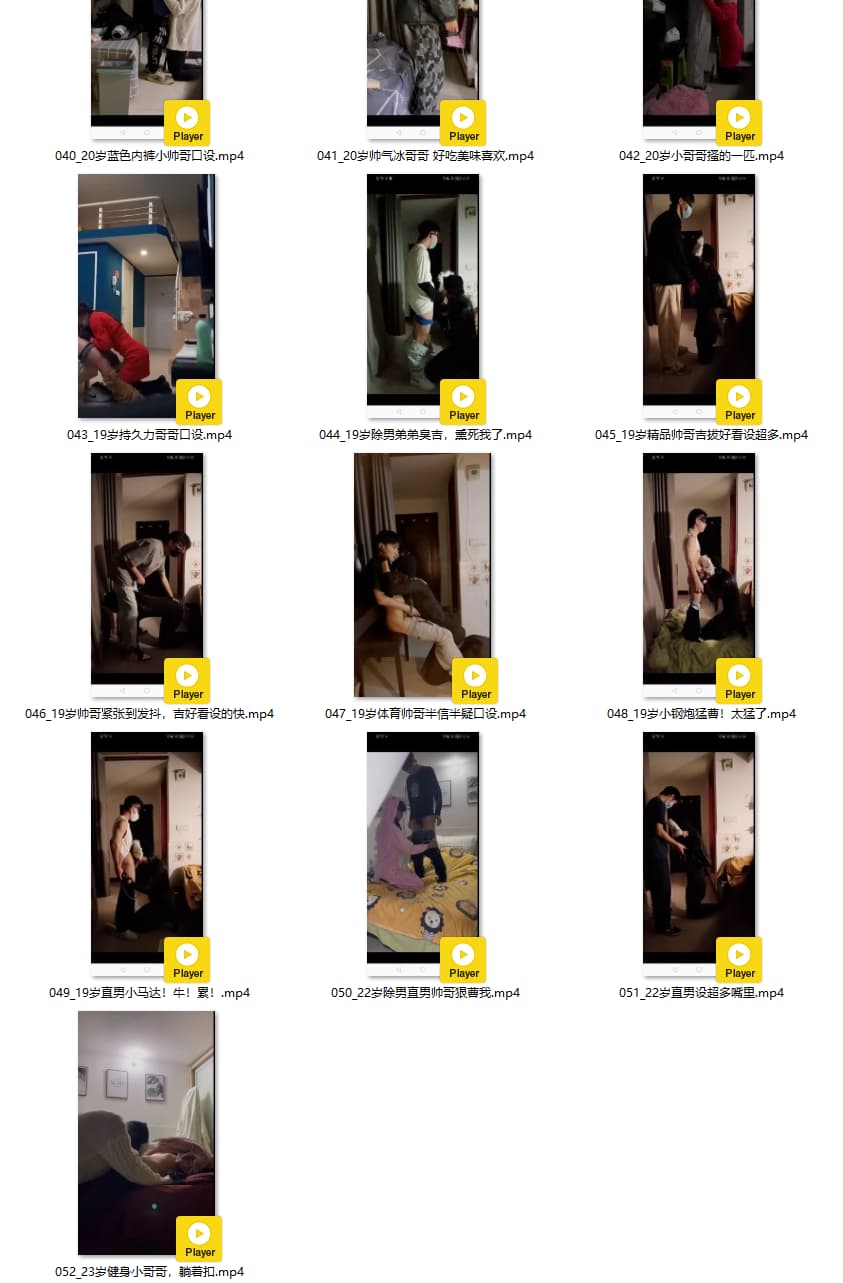 Player Player Player
040_20岁蓝色内裤小帅哥口设.mp4 041_20岁帅气冰哥哥 好吃美味喜欢.mp4 042_20岁小哥哥搔的一匹.mp4
Player Player Player
043_19岁持久力哥哥口设.mp4 044_19岁除男弟弟臭吉，熏死我了.mp4 045_19岁精品帅哥吉拔好看设超多.mp4
Player Player Player
046_19岁帅哥紧张到发抖，吉好看设的快.mp4 047_19岁体育帅哥半信半疑口设.mp4 048_19岁小钢炮猛曹！太猛了.mp4
Player Player Player
049_19岁直男小马达！牛！累！.mp4 050_22岁除男直男帅哥狠曹我.mp4 051_22岁直男设超多嘴里.mp4
Player
052_23岁健身小哥哥，躺着扣.mp4